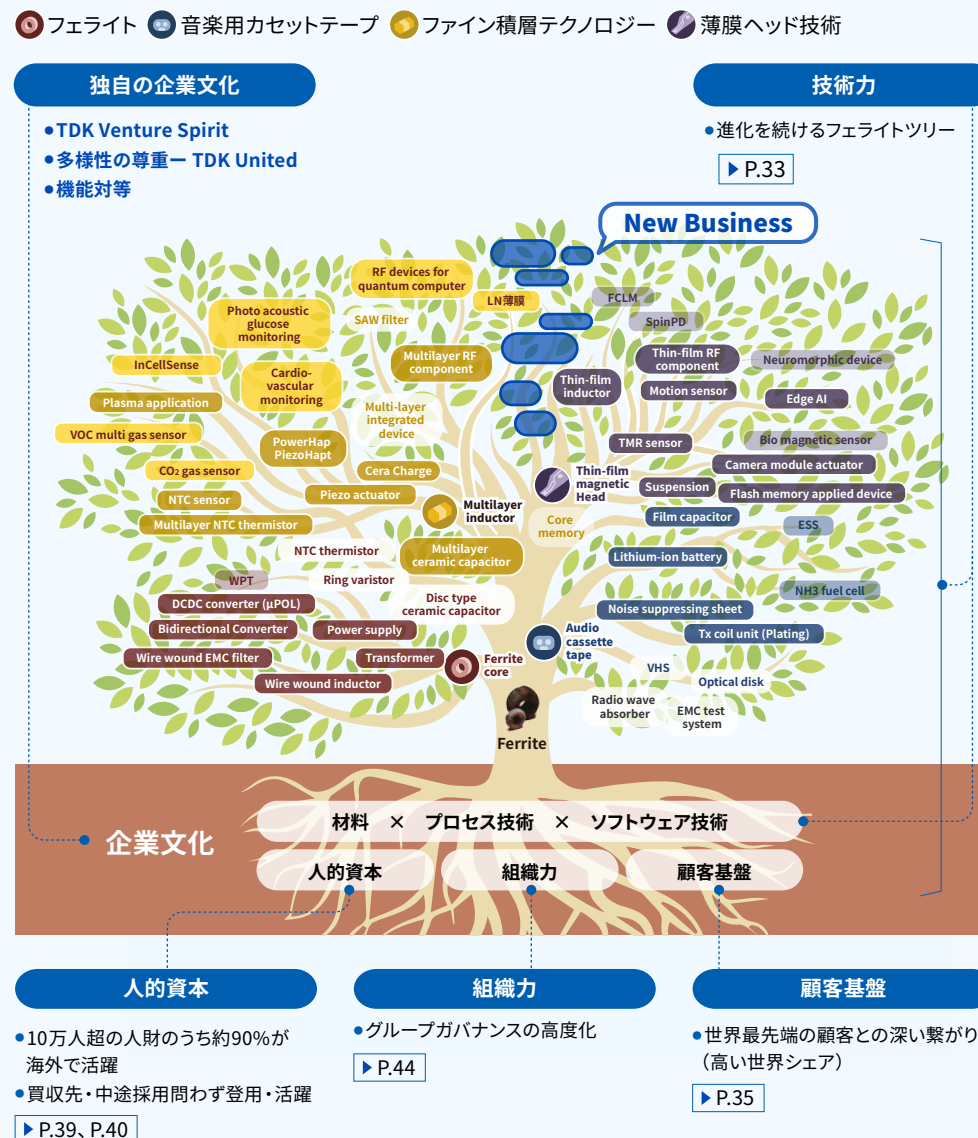 フェライト 音楽用カセットテープ ファイン積層テクノロジー 薄膜ヘッド技術
独自の企業文化
•TDK Venture Spirit
•多様性の尊重ー TDK United
•機能対等
技術力
•進化を続けるフェライトツリー
P.33
New Business
RF devices for
quantum computer
LN薄膜
FCLM
Photo acoustic
glucose
monitoring
SAW filter
SpinPD
InCellSense
Cardio-
vascular
monitoring
Multilayer RF
component
Thin-film
inductor
Thin-film RF
component
Neuromorphic device
Motion sensor
Edge AI
Plasma application
Multi-layer
integrated
device
VOC multi gas sensor
PowerHap
PiezoHapt
TMR sensor
Bio magnetic sensor
CO₂ gas sensor
Cera Charge
Thin-film
magnetic
Head
Camera module actuator
Suspension
Flash memory applied device
NTC sensor
Piezo actuator
Multilayer
inductor
Core
memory
Film capacitor
ESS
Multilayer NTC thermistor
NTC thermistor
Multilayer
ceramic capacitor
Lithium-ion battery
WPT
Ring varistor
NH3 fuel cell
DCDC converter (μPOL)
Disc type
ceramic capacitor
Noise suppressing sheet
Bidirectional Converter
Power supply
Audio
cassette
tape
Tx coil unit (Plating)
Wire wound EMC filter
Transformer
Ferrite
core
VHS
Optical disk
Wire wound inductor
Radio wave
absorber
EMC test
system
Ferrite
企業文化
材料 × プロセス技術 × ソフトウェア技術
人的資本 組織力 顧客基盤
人的資本
•10万人超の人財のうち約90%が
海外で活躍
•買収先・中途採用問わず登用・活躍
P.39、P.40
組織力
•グループガバナンスの高度化
P.44
顧客基盤
•世界最先端の顧客との深い繋がり
（高い世界シェア）
P.35